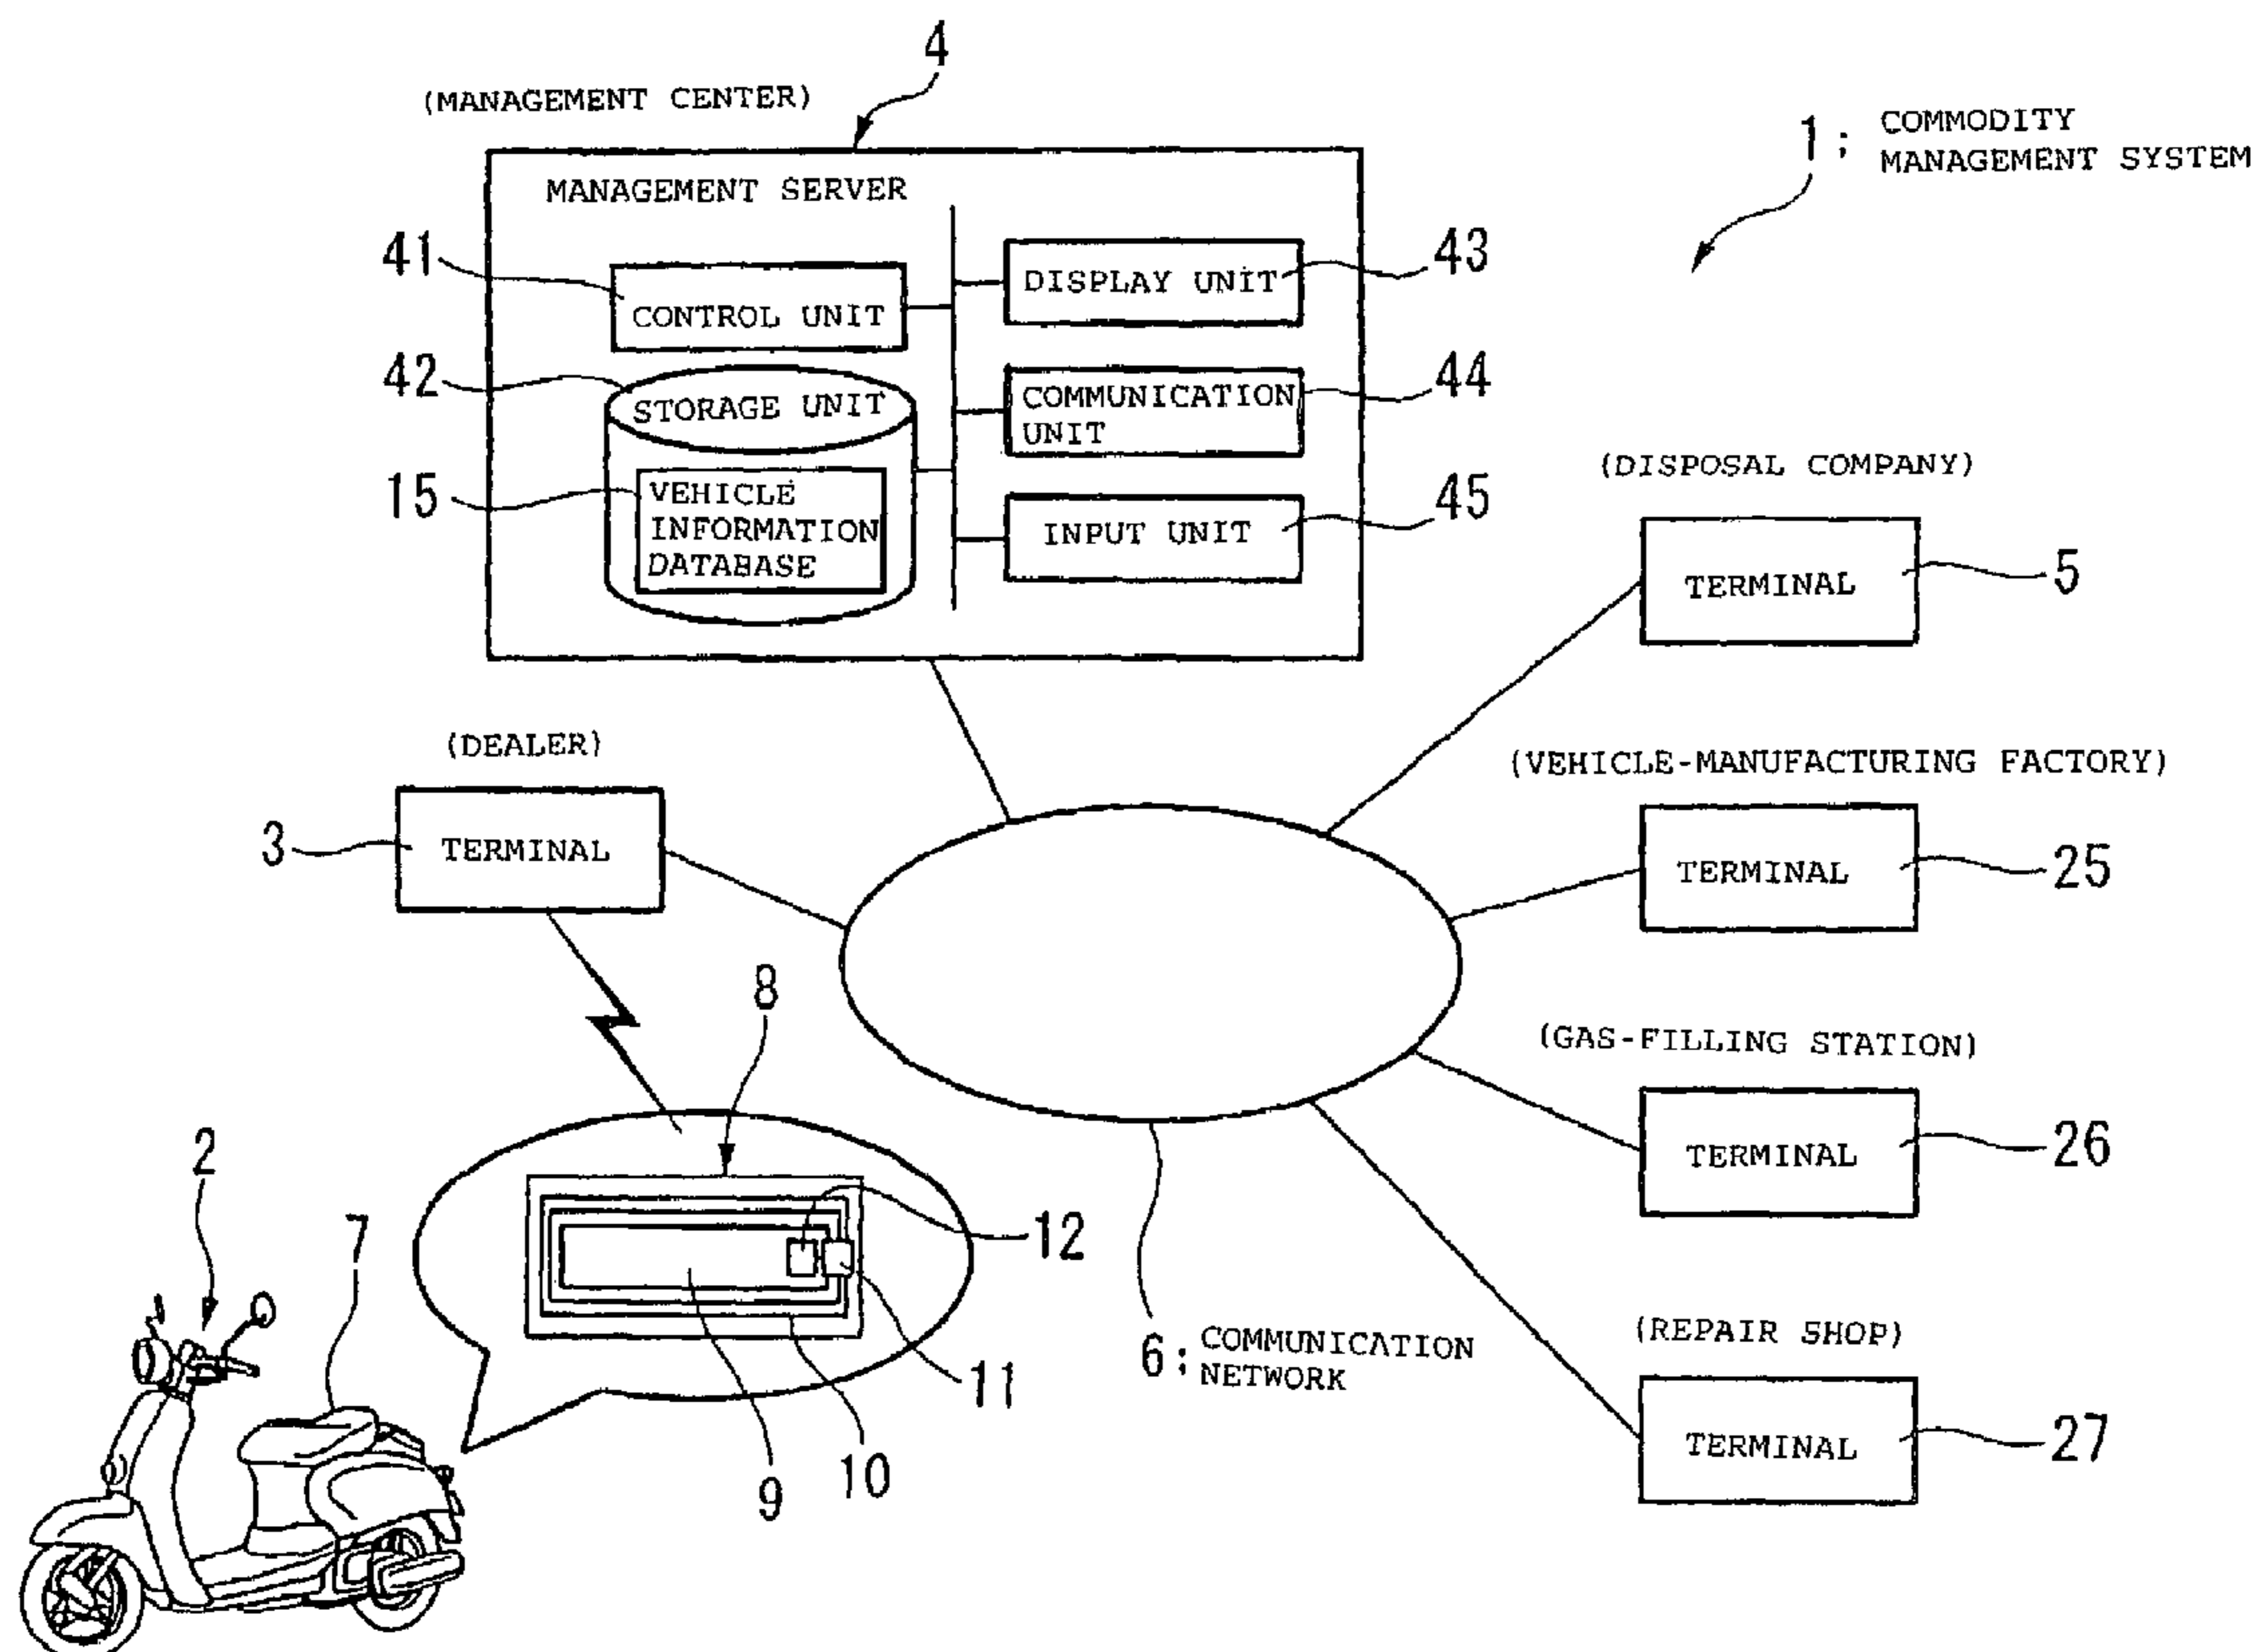 4
(MANAGEMENT CENTER)
1; COMMODITY
MANAGEMENT SYSTEM
MANAGEMENT SERVER
41
CONTROL UNIT
DISPLAY UNIT
43
42
STORAGE UNIT
COMMUNICATION
UNIT
44
15
VEHICLE
INFORMATION
DATABASE
INPUT UNIT
45
(DISPOSAL COMPANY)
TERMINAL
5
(DEALER)
3
TERMINAL
(VEHICLE-MANUFACTURING FACTORY)
TERMINAL
25
8
(GAS-FILLING STATION)
TERMINAL
26
2
7
12
11
10
9
6; COMMUNICATION
NETWORK
(REPAIR SHOP)
TERMINAL
27